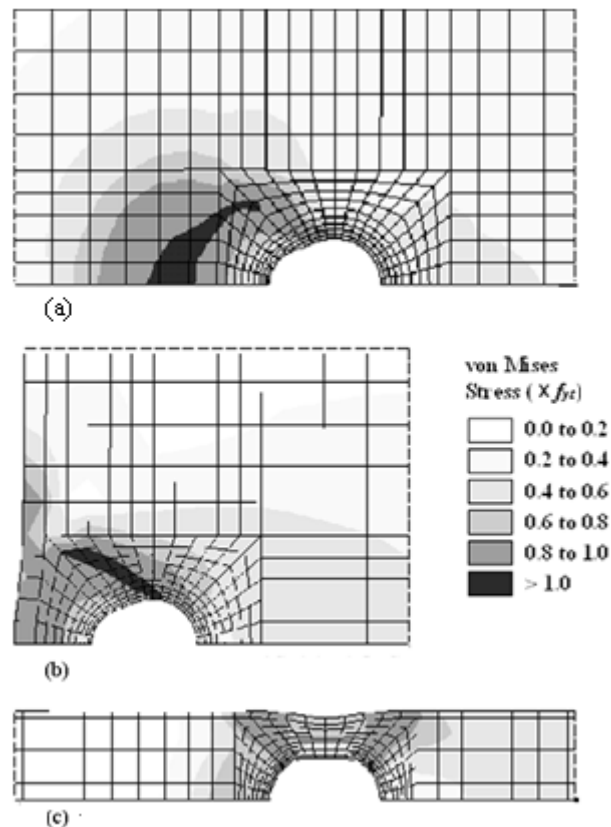 (a)
von Mises
Stress (×fyt)
0.0 to 0.2
0.2 to 0.4
0.4 to 0.6
0.6 to 0.8
0.8 to 1.0
> 1.0
(b)
(c)